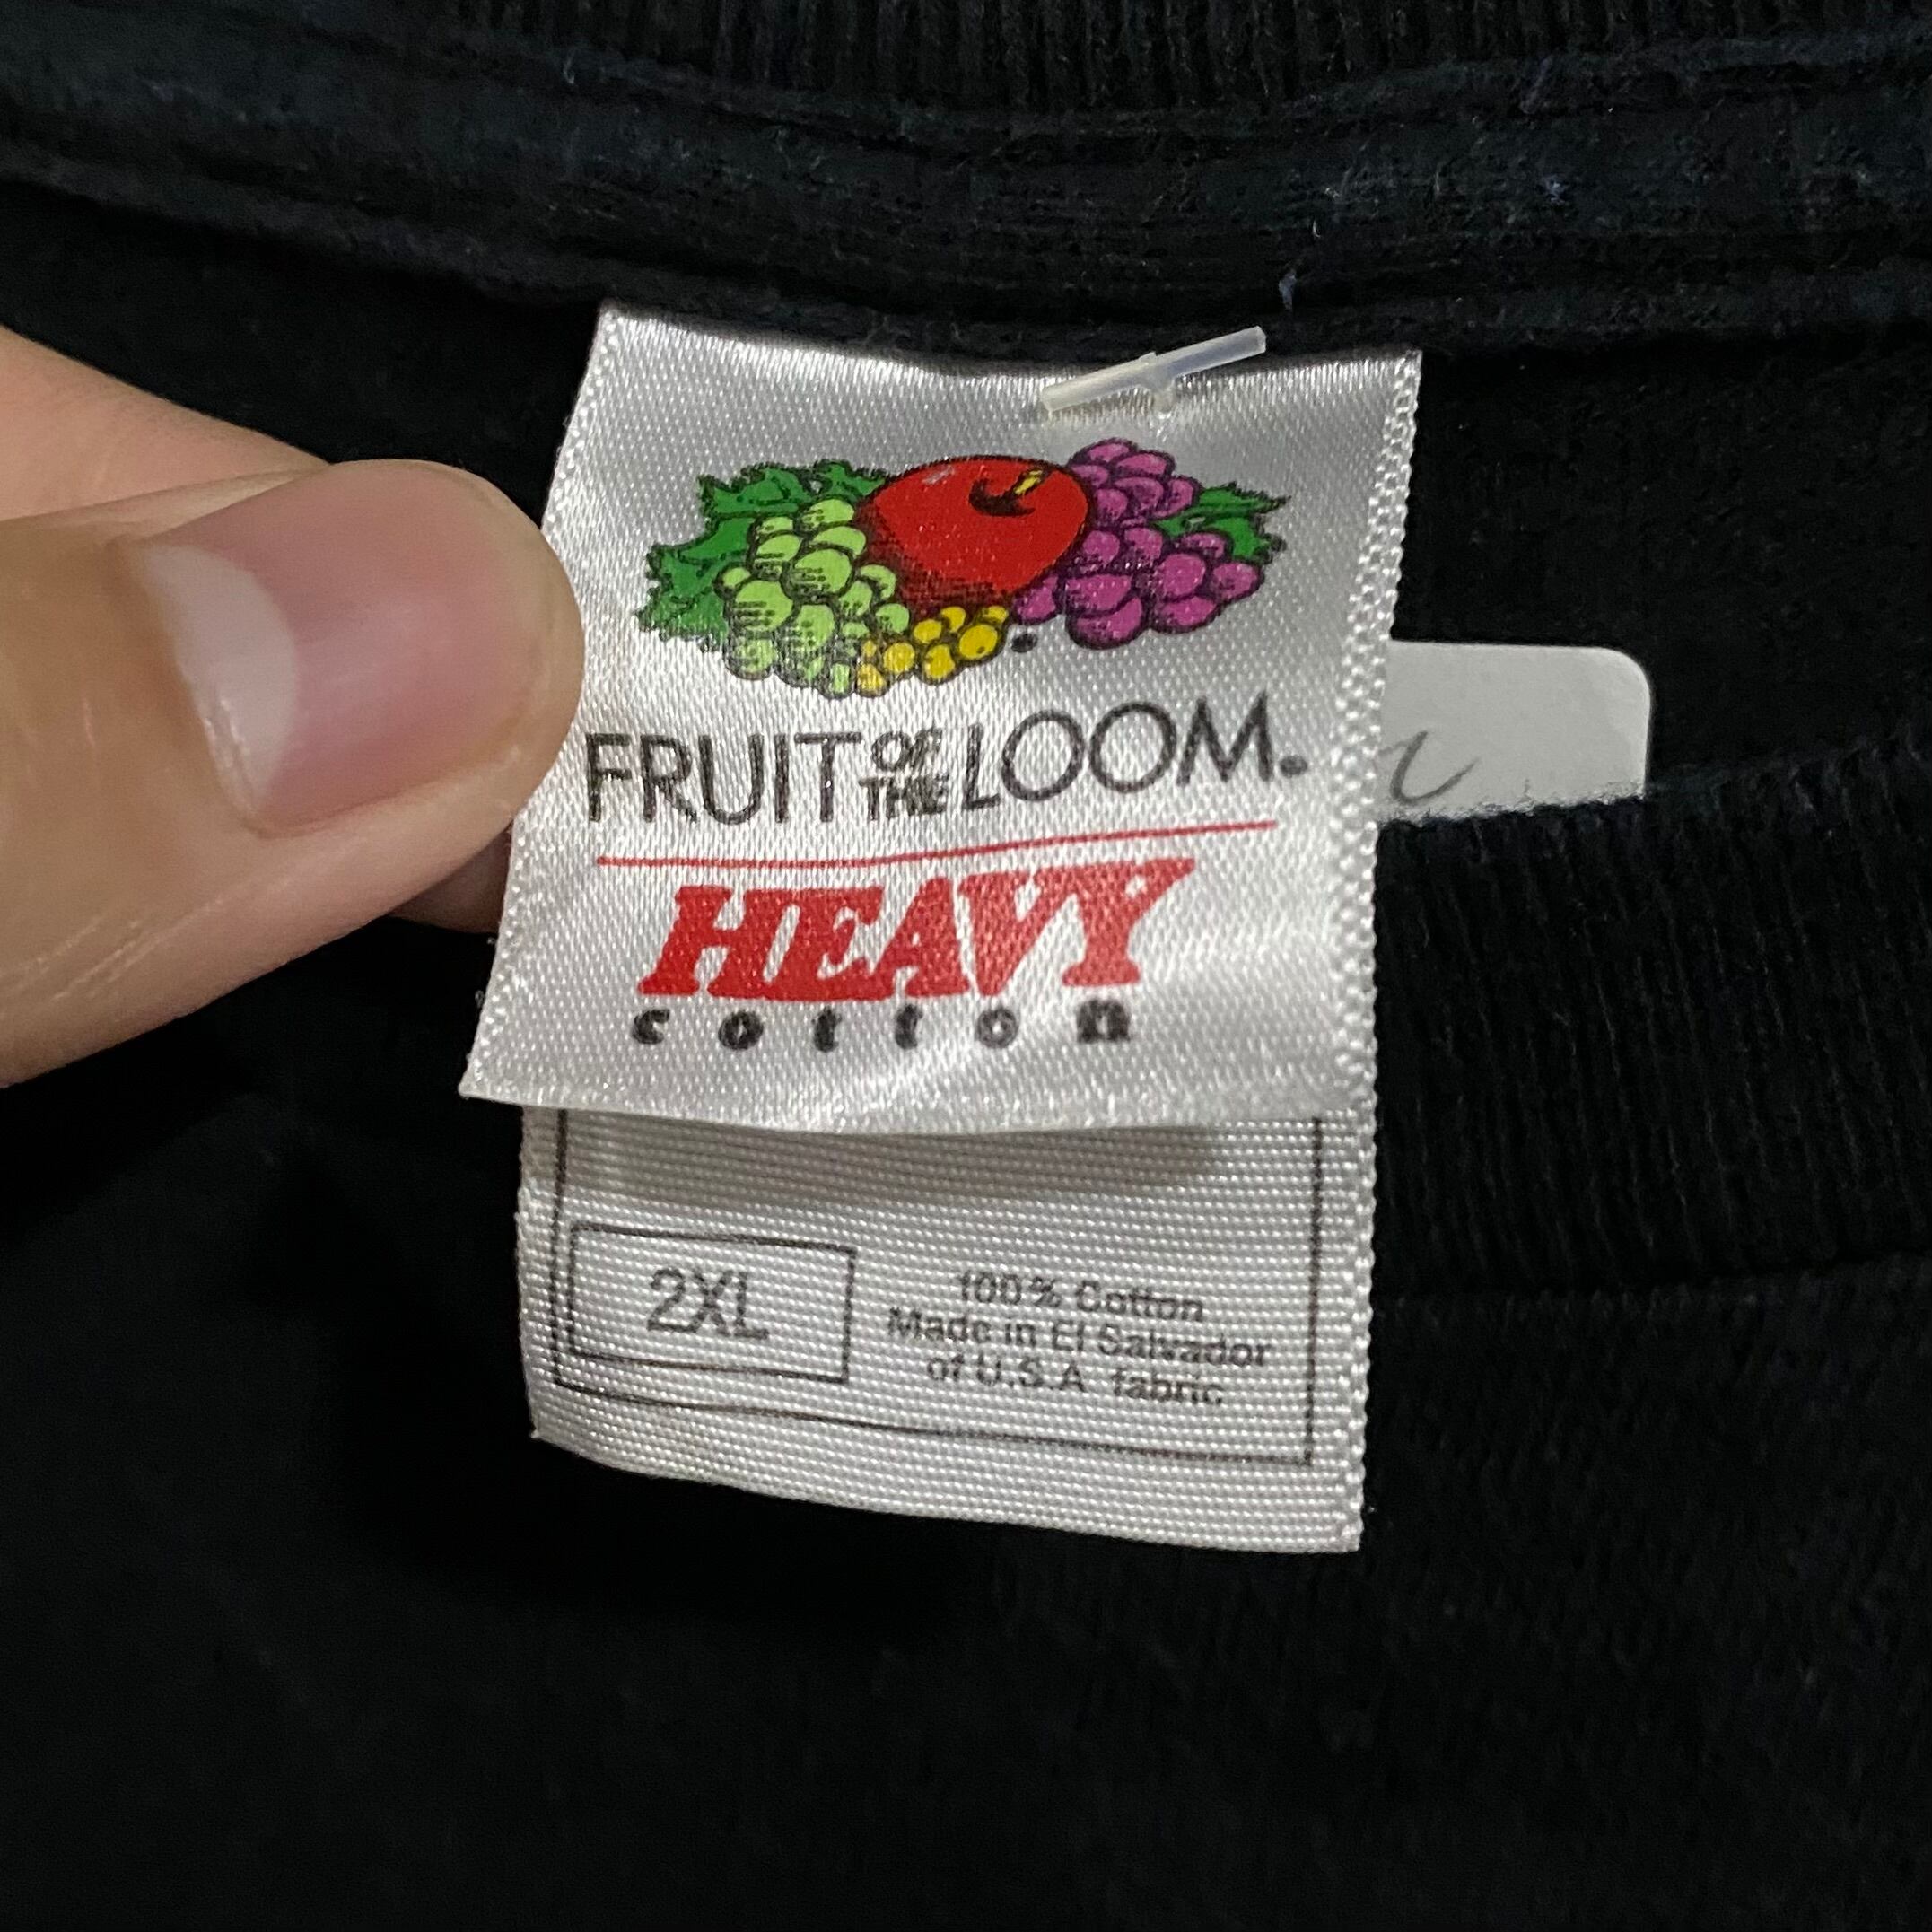 FRUIT OF THE LOOM.
HEAVY
cotton
2XL
100% Cotton
Made in El Salvador
of U.S.A fabric